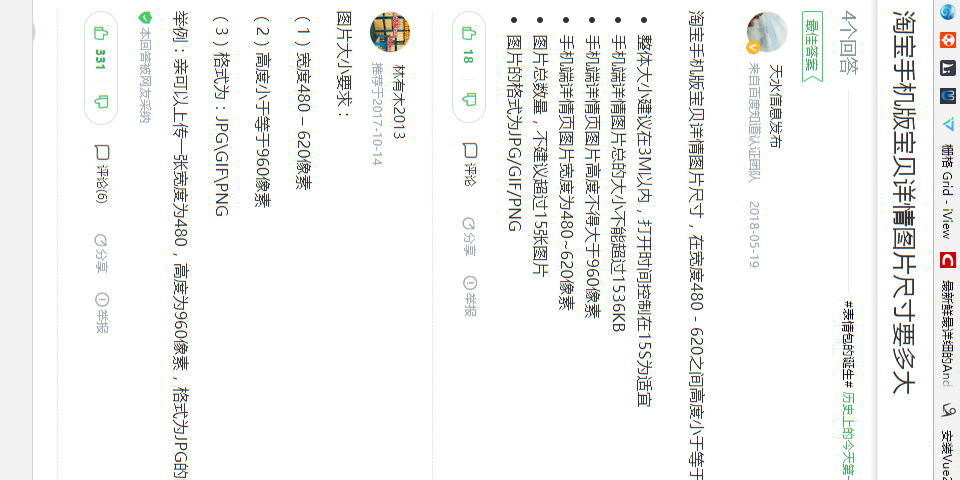 栅格 Grid - iView
最新鲜最详细的And
安装Vue2
淘宝手机版宝贝详情图片尺寸要多大
4个回答
#表情包的诞生# 历史上的今天第一
最佳答案
天水信息发布
来自百度知道认证团队 2018-05-19
淘宝手机版宝贝详情图片尺寸，在宽度480 - 620之间高度小于等于
整体大小建议在3M以内，打开时间控制在15S为适宜
手机端详情图片总的大小不能超过1536KB
手机端详情页图片高度不得大于960像素
手机端详情页图片宽度为480~620像素
图片总数量，不建议超过15张图片
图片的格式为JPG/GIF/PNG
18 评论 分享 举报
林有木2013
推荐于2017-10-14
图片大小要求：
（1）宽度480 – 620像素
（2）高度小于等于960像素
（3）格式为：JPG\GIF\PNG
举例：亲可以上传一张宽度为480，高度为960像素，格式为JPG的
本回答被网友采纳
331 评论(6) 分享 举报